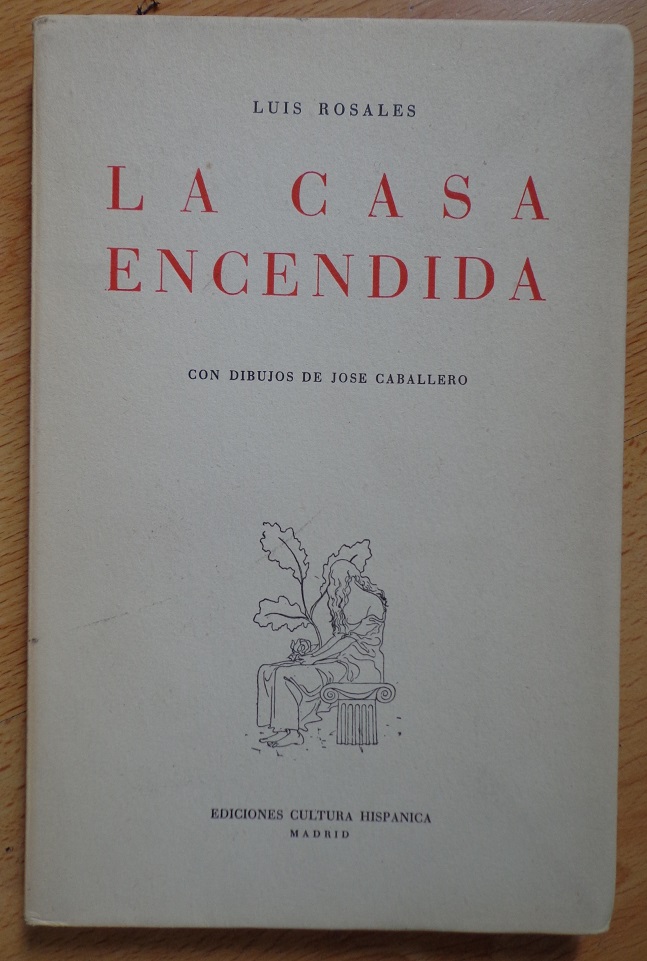 LUIS ROSALES
LA CASA
ENCENDIDA
CON DIBUJOS DE JOSE CABALLERO
EDICIONES CULTURA HISPANICA
MADRID